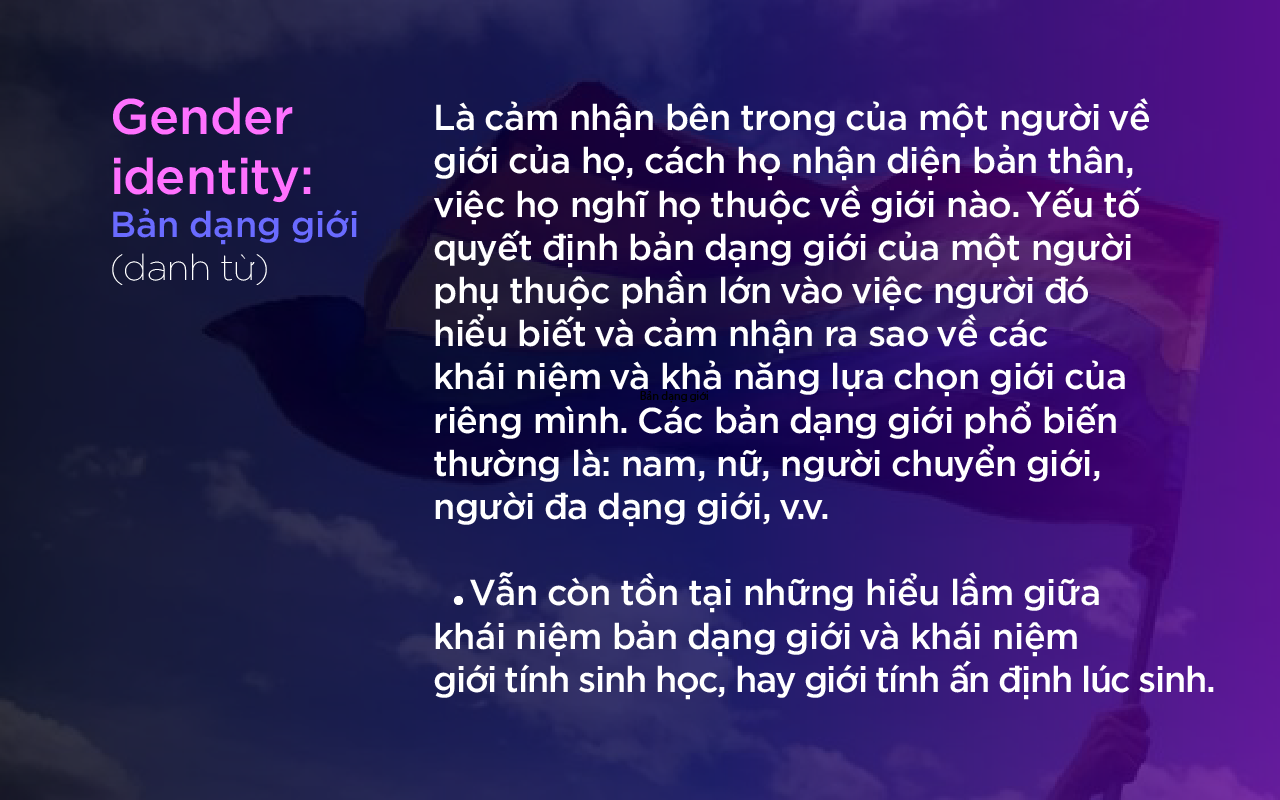 Gender
identity:
Bản dạng giới
(danh từ)
Là cảm nhận bên trong của một người về
giới của họ, cách họ nhận diện bản thân,
việc họ nghĩ họ thuộc về giới nào. Yếu tố
quyết định bản dạng giới của một người
phụ thuộc phần lớn vào việc người đó
hiểu biết và cảm nhận ra sao về các
khái niệm và khả năng lựa chọn giới của
Bản dạng giới
riêng mình. Các bản dạng giới phổ biến
thường là: nam, nữ, người chuyển giới,
người đa dạng giới, v.v.
• Vẫn còn tồn tại những hiểu lầm giữa
khái niệm bản dạng giới và khái niệm
giới tính sinh học, hay giới tính ấn định lúc sinh.